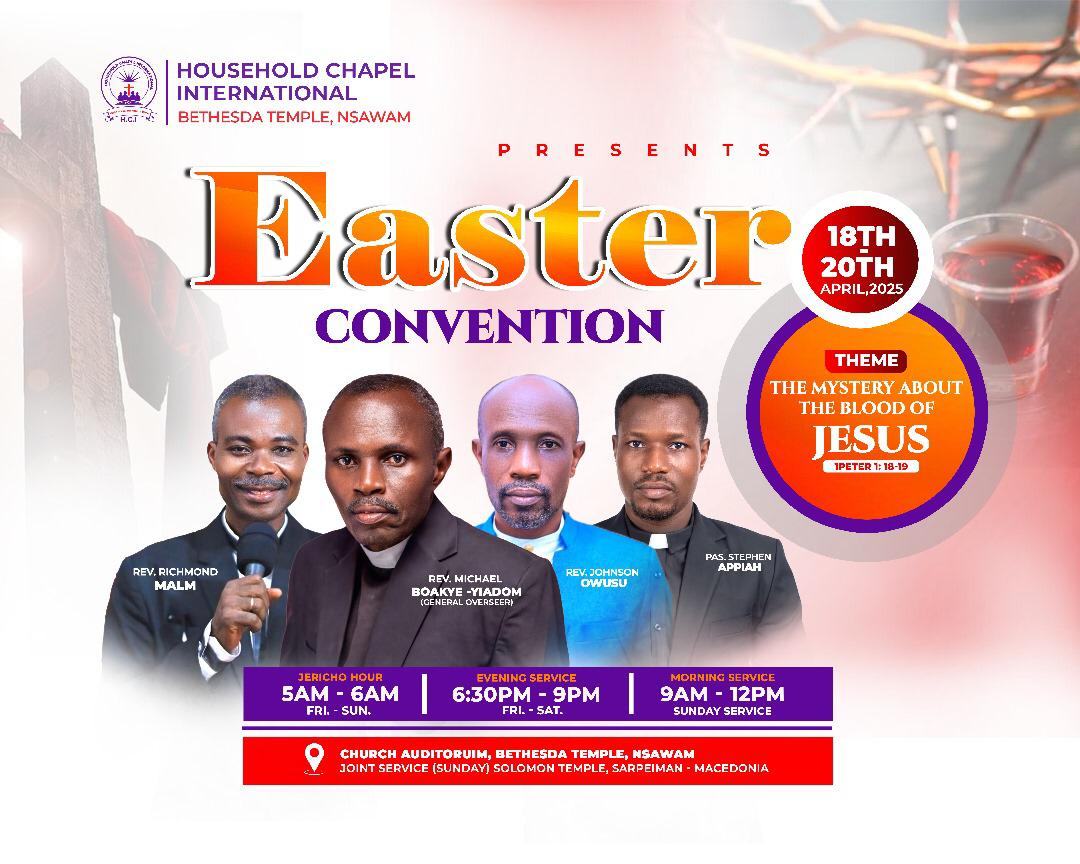 H.C.I
HOUSEHOLD CHAPEL
INTERNATIONAL
BETHESDA TEMPLE, NSAWAM
PRESENTS
Easter
CONVENTION
18TH
-
20TH
APRIL,2025
THEME
THE MYSTERY ABOUT
THE BLOOD OF
JESUS
1PETER 1: 18-19
REV. RICHMOND
MALM
REV. MICHAEL
BOAKYE -YIADOM
(GENERAL OVERSEER)
REV. JOHNSON
OWUSU
PAS. STEPHEN
APPIAH
JERICHO HOUR
5AM - 6AM
FRI. - SUN.
EVENING SERVICE
6:30PM - 9PM
FRI. - SAT.
MORNING SERVICE
9AM - 12PM
SUNDAY SERVICE
CHURCH AUDITORUIM, BETHESDA TEMPLE, NSAWAM
JOINT SERVICE (SUNDAY) SOLOMON TEMPLE, SARPEIMAN - MACEDONIA